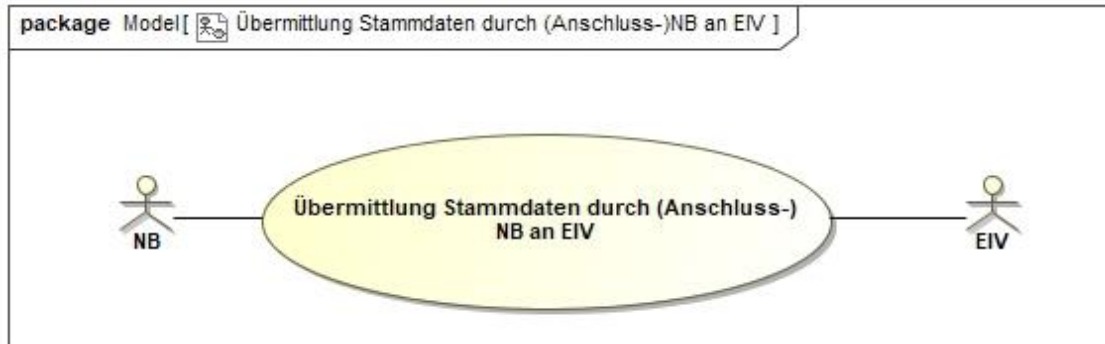 package Model[ Übermittlung Stammdaten durch (Anschluss-)NB an EIV ]
Übermittlung Stammdaten durch (Anschluss-)
NB an EIV
NB
EIV